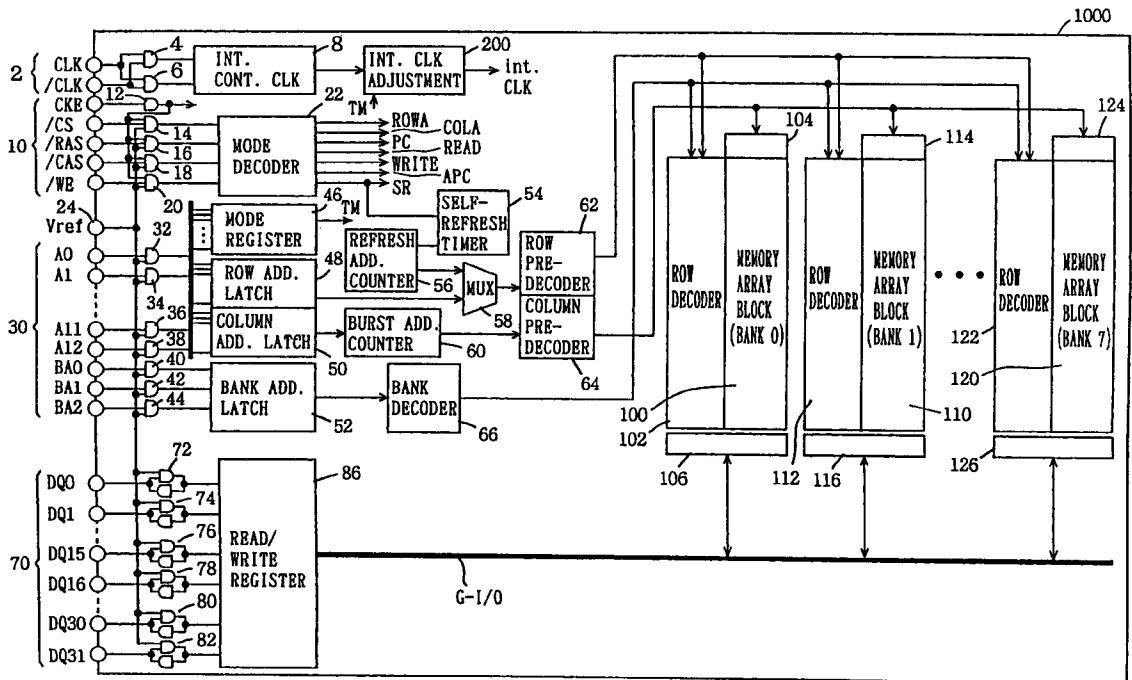 1000
2
CLK
/CLK
4
6
INT.
CONT. CLK
8
INT. CLK
ADJUSTMENT
200
int.
CLK
TM
10
CKE
/CS
/RAS
/CAS
/WE
12
14
16
18
20
MODE
DECODER
22
ROWA
COLA
PC
READ
WRITE
APC
SR
24
Vref
MODE
REGISTER
46
TM
SELF-
REFRESH
TIMER
54
30
A0
A1
A11
A12
BA0
BA1
BA2
32
34
36
38
40
42
44
ROW ADD.
LATCH
48
COLUMN
ADD. LATCH
50
REFRESH
ADD.
COUNTER
56
MUX
58
BURST ADD.
COUNTER
60
ROW
PRE-
DECODER
62
COLUMN
PRE-
DECODER
64
BANK ADD.
LATCH
52
BANK
DECODER
66
ROW
DECODER
MEMORY
ARRAY
BLOCK
(BANK 0)
104
100
102
106
ROW
DECODER
MEMORY
ARRAY
BLOCK
(BANK 1)
114
110
112
116
ROW
DECODER
MEMORY
ARRAY
BLOCK
(BANK 7)
124
122
120
126
70
DQ0
DQ1
DQ15
DQ16
DQ30
DQ31
72
74
76
78
80
82
READ/
WRITE
REGISTER
86
G-I/O